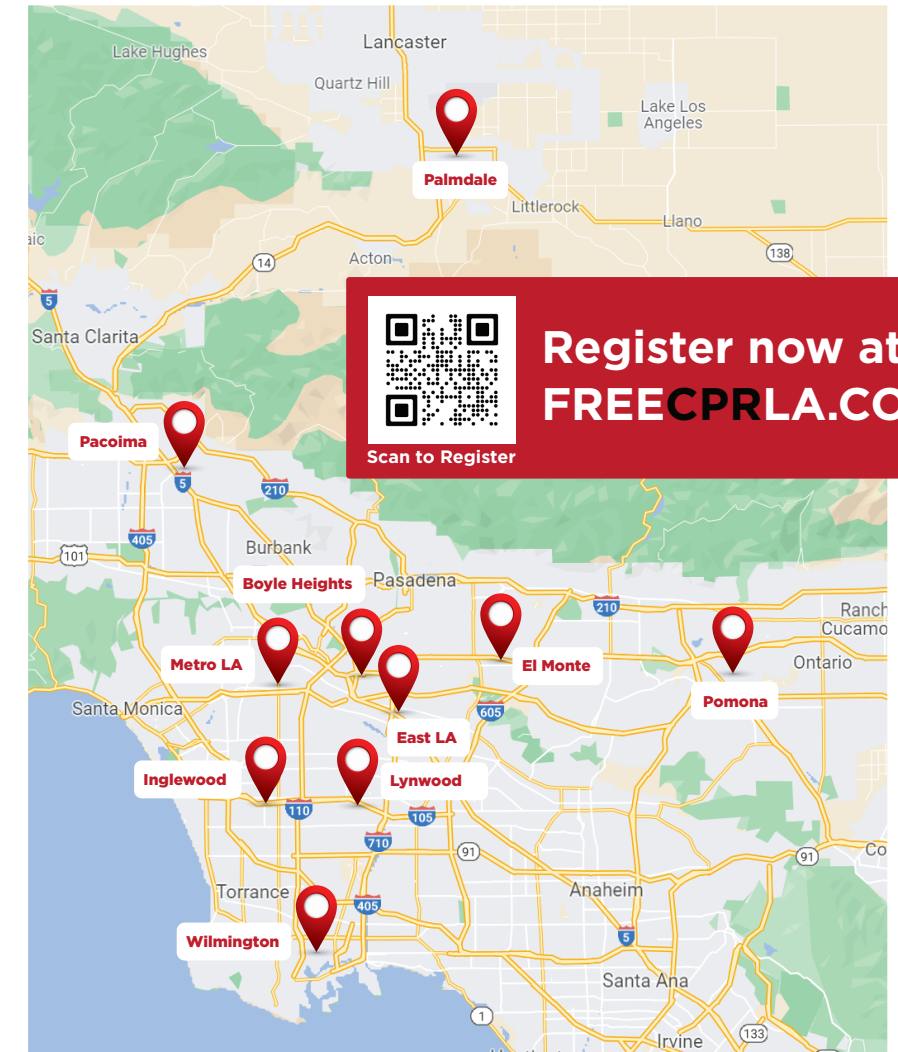 Lake Hughes
Lancaster
Quartz Hill
Lake Los
Angeles
Palmdale
Littlerock
Llano
aic
14
Acton
138
5
Santa Clarita
Register now at
FREECPRLA.CO
Scan to Register
Pacoima
5
210
405
101
Burbank
Boyle Heights
Pasadena
210
Ranch
Cucamo
Metro LA
El Monte
Ontario
Pomona
Santa Monica
605
East LA
Inglewood
Lynwood
110
105
710
91
91
Co
Torrance
405
Anaheim
Wilmington
5
Santa Ana
1
133
Irvine